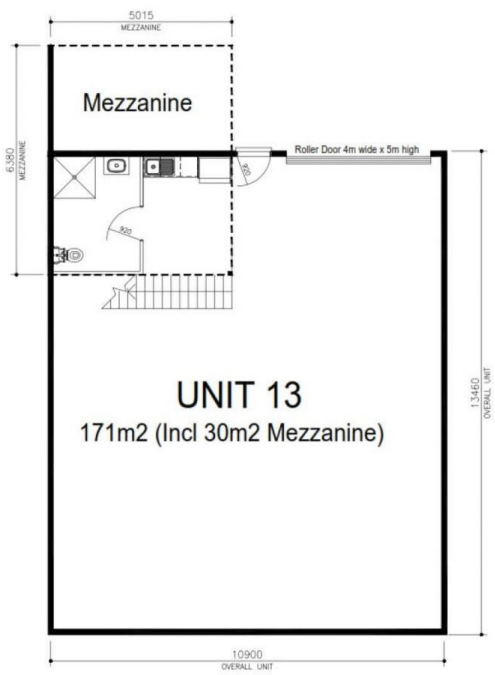 5015
MEZZANINE
Mezzanine
6380
MEZZANINE
Roller Door 4m wide x 5m high
920
920
UNIT 13
171m2 (Incl 30m2 Mezzanine)
13460
OVERALL UNIT
10900
OVERALL UNIT